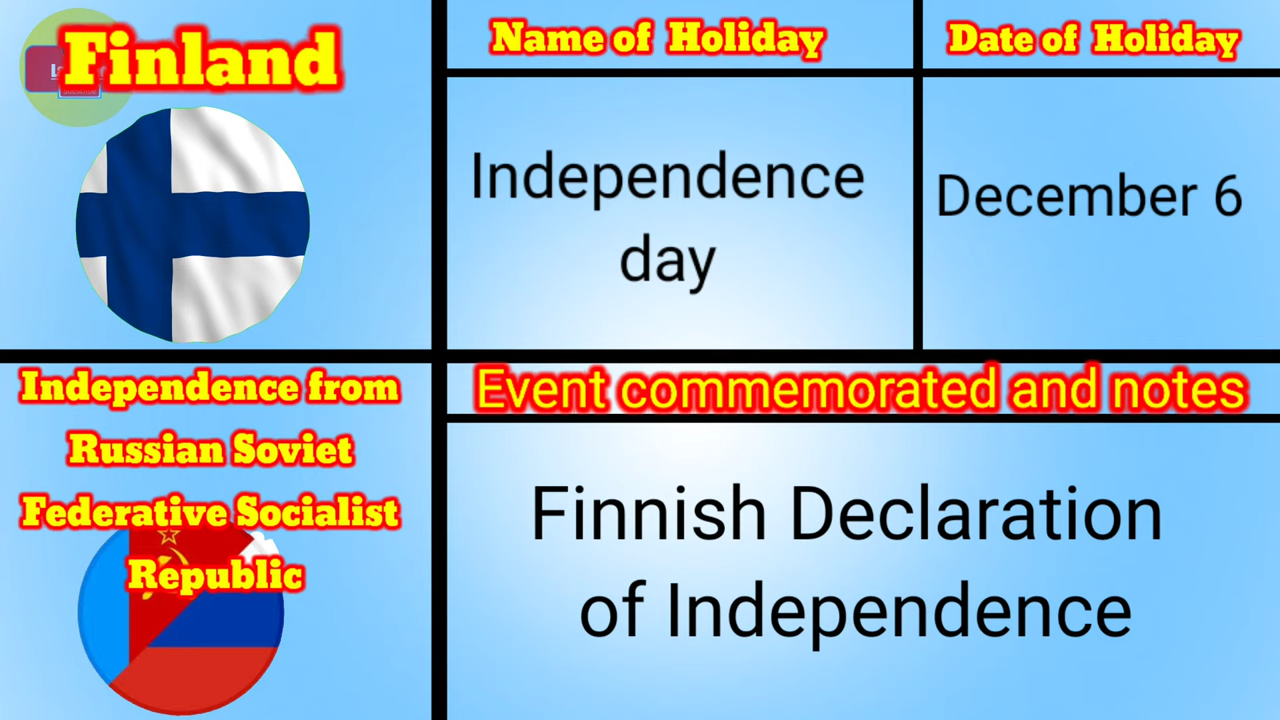 Finland
Name of Holiday
Date of Holiday
Independence
day
December 6
Independence from
Russian Soviet
Federative Socialist
Republic
Event commemorated and notes
Finnish Declaration
of Independence